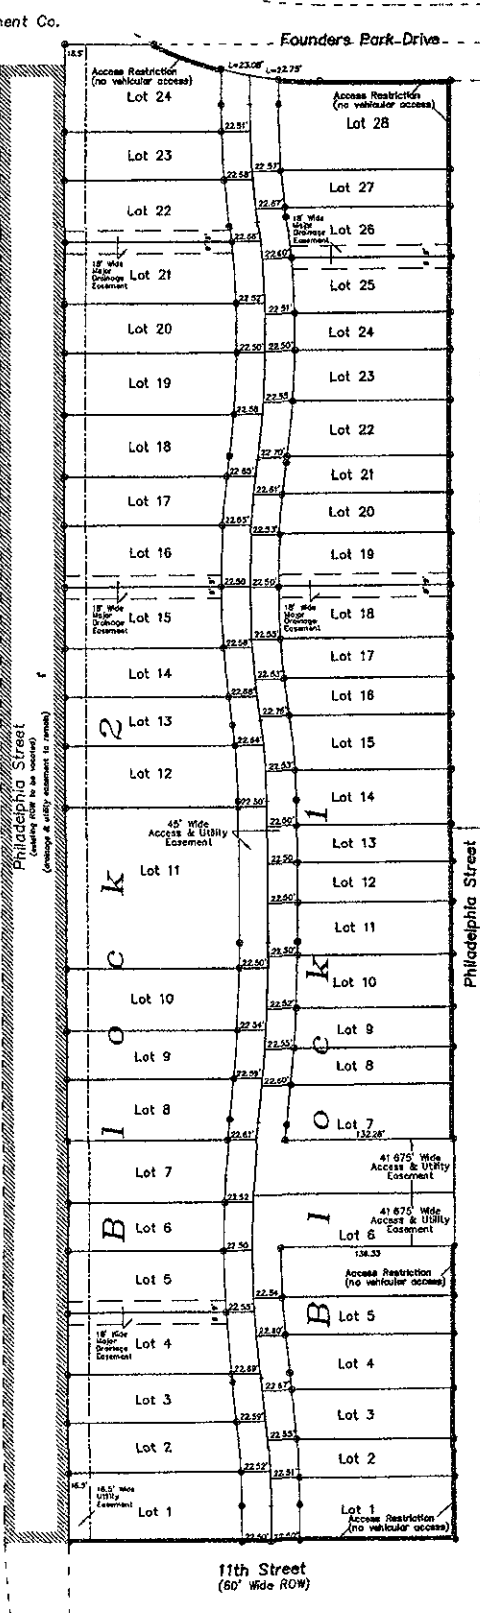 ment Co.
Founders Park Drive
18.5'
L=23.08'
L=22.75'
Access Restriction
(no vehicular access)
Lot 24
Access Restriction
(no vehicular access)
Lot 28
22.51'
Lot 23
22.57'
22.58'
Lot 27
Lot 22
22.67'
18' Wide
Major
Drainage
Easement
Lot 26
22.68'
22.60'
18' Wide
Major
Drainage
Easement
Lot 21
Lot 25
22.52'
22.51'
Lot 20
Lot 24
22.50'
22.50'
Lot 19
Lot 23
22.55'
22.58
Lot 18
Lot 22
22.70'
22.65'
Lot 21
Lot 17
22.61'
Lot 20
22.65'
22.53'
Lot 16
Lot 19
22.50
22.50'
18' Wide
Major
Drainage
Easement
Lot 15
18' Wide
Major
Drainage
Easement
Lot 18
22.55'
22.58'
Lot 17
Lot 14
22.63'
Lot 16
22.68'
22.76'
Lot 13
2
22.64'
Lot 15
Lot 12
22.53'
Philadelphia Street
(existing ROW to be vacated)
(drainage & utility easement to remain)
Lot 14
1
22.50'
22.50'
45' Wide
Access & Utility
Easement
Lot 13
22.50
Lot 11
Lot 12
22.50'
Philadelphia Street
Lot 11
22.50'
22.50'
Lot 10
Lot 10
22.52'
22.54'
Lot 9
Lot 9
22.55'
Lot 8
22.59'
22.60'
Lot 8
Lot 7
22.61'
132.28'
Block
Block
Lot 7
41.675' Wide
Access & Utility
Easement
22.52
41.675' Wide
Access & Utility
Easement
Lot 6
Lot 6
22.50
138.33
Lot 5
Access Restriction
(no vehicular access)
22.54
22.55'
Lot 5
18' Wide
Major
Drainage
Easement
Lot 4
Lot 4
22.69'
22.67'
Lot 3
Lot 3
22.59'
22.55'
Lot 2
Lot 2
22.52'
22.51
16.5'
16.5' Wide
Utility
Easement
Lot 1
Lot 1
Access Restriction
(no vehicular access)
22.50'
22.50'
11th Street
(60' Wide ROW)